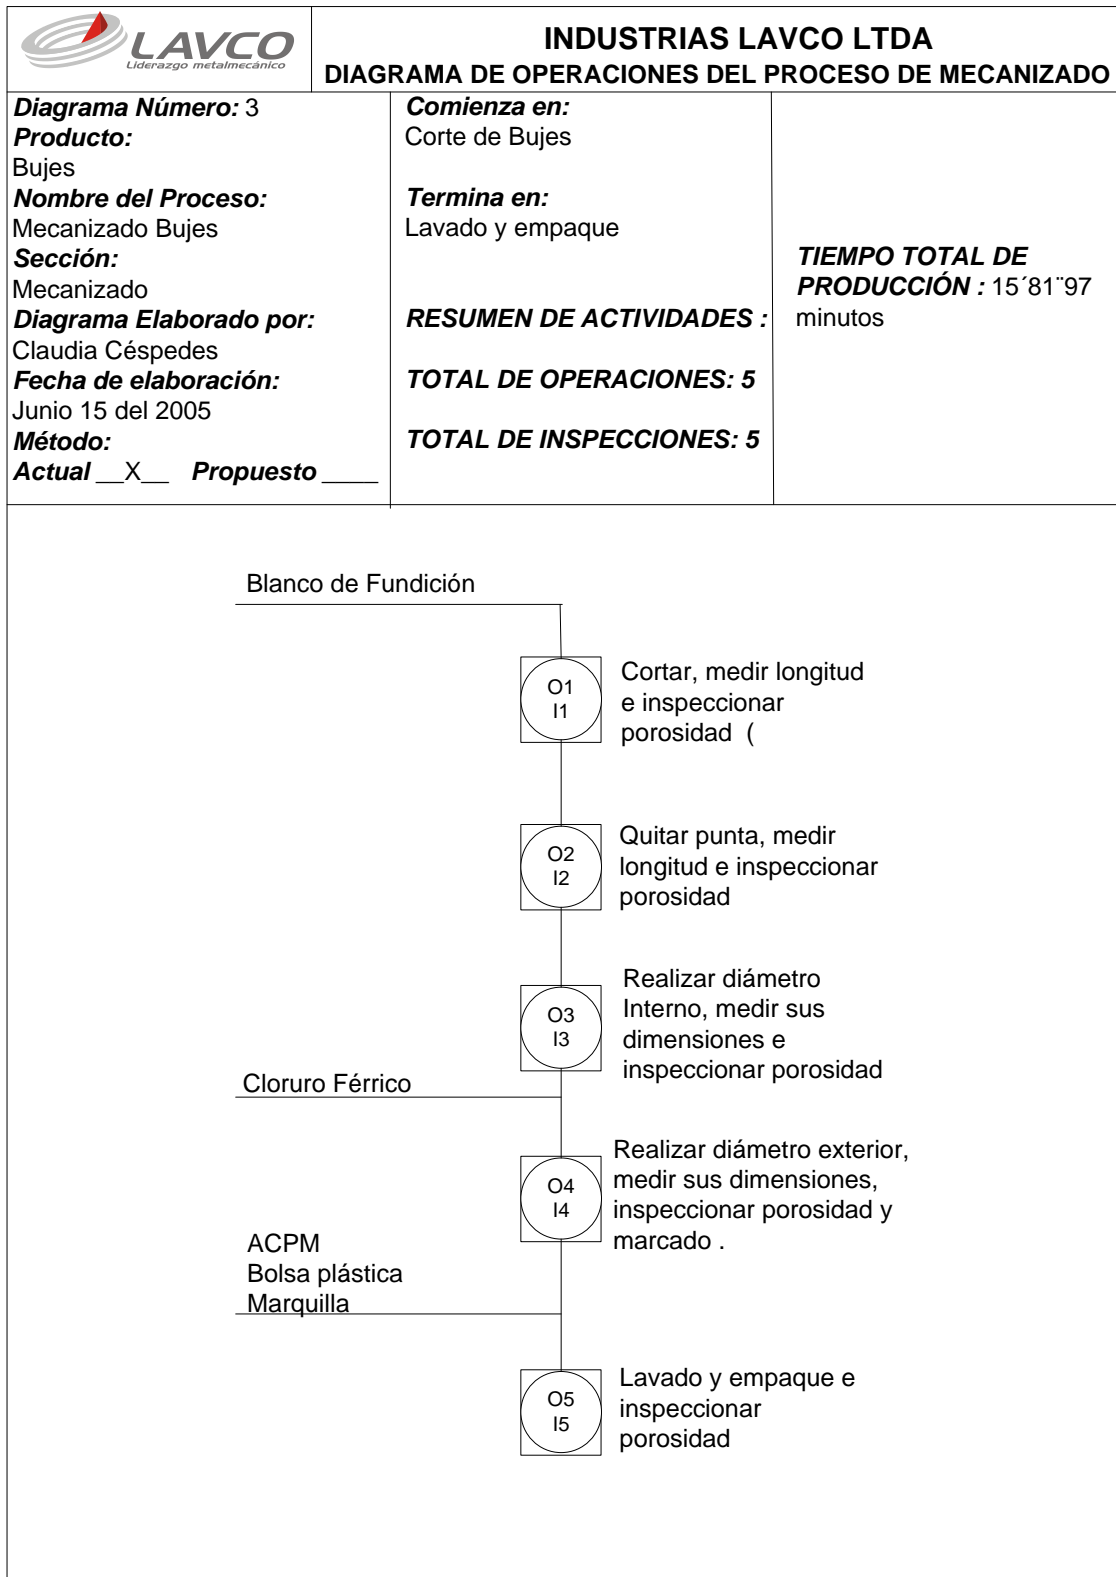 LAVCO
Liderazgo metalmecánico
INDUSTRIAS LAVCO LTDA
DIAGRAMA DE OPERACIONES DEL PROCESO DE MECANIZADO
Diagrama Número: 3
Producto:
Bujes
Nombre del Proceso:
Mecanizado Bujes
Sección:
Mecanizado
Diagrama Elaborado por:
Claudia Céspedes
Fecha de elaboración:
Junio 15 del 2005
Método:
Actual __X__ Propuesto ____
Comienza en:
Corte de Bujes
Termina en:
Lavado y empaque
RESUMEN DE ACTIVIDADES :
TOTAL DE OPERACIONES: 5
TOTAL DE INSPECCIONES: 5
TIEMPO TOTAL DE
PRODUCCIÓN : 15´81¨97
minutos
Blanco de Fundición
O1
I1
Cortar, medir longitud
e inspeccionar
porosidad (
O2
I2
Quitar punta, medir
longitud e inspeccionar
porosidad
O3
I3
Realizar diámetro
Interno, medir sus
dimensiones e
inspeccionar porosidad
Cloruro Férrico
O4
I4
Realizar diámetro exterior,
medir sus dimensiones,
inspeccionar porosidad y
marcado .
ACPM
Bolsa plástica
Marquilla
O5
I5
Lavado y empaque e
inspeccionar
porosidad